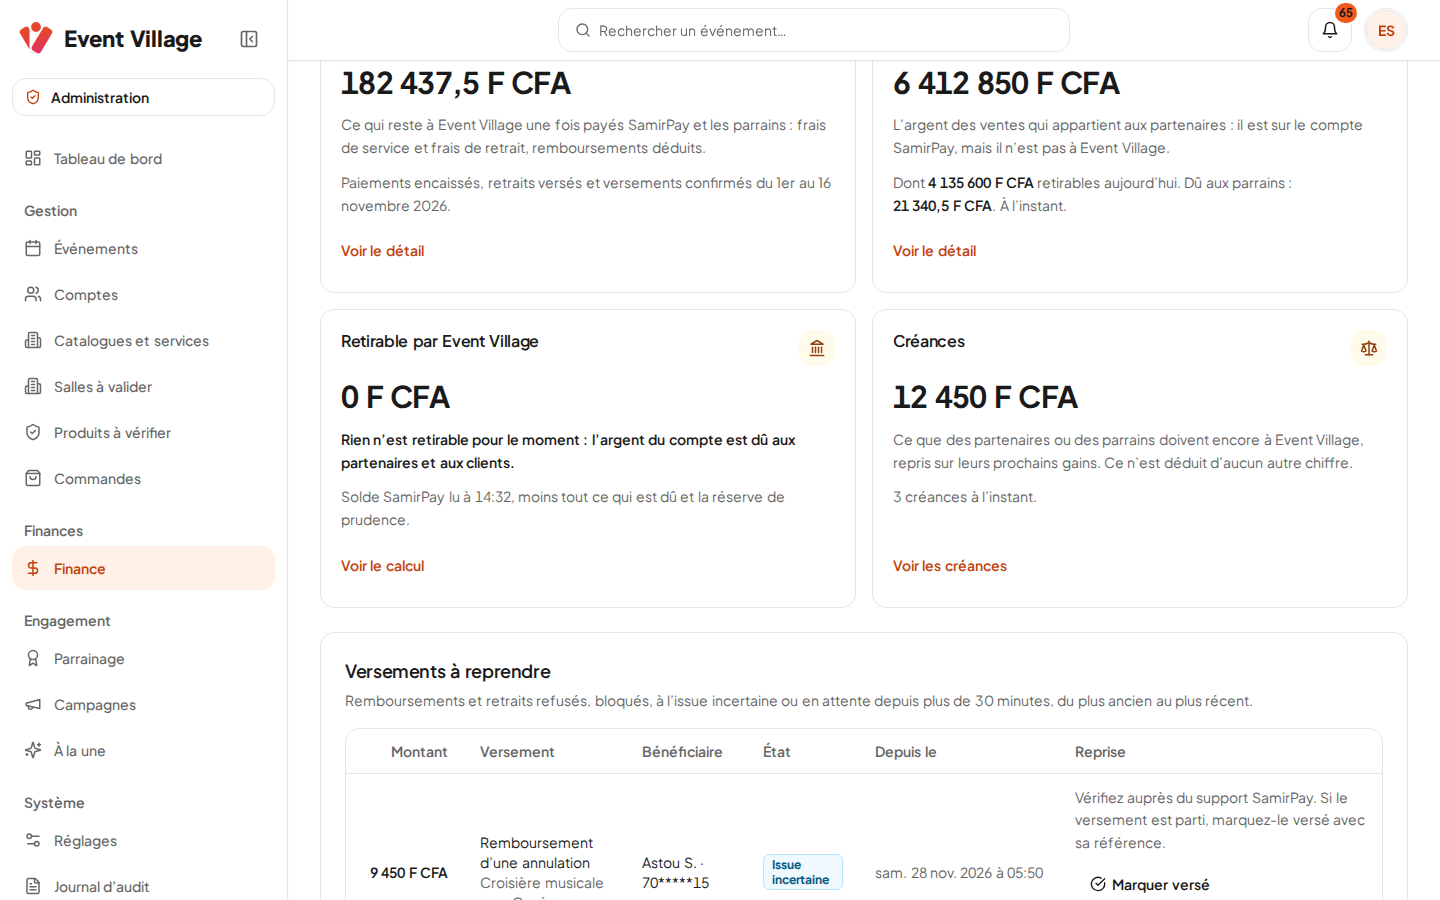 Event Village
Administration
Tableau de bord
Gestion
Événements
Comptes
Catalogues et services
Salles à valider
Produits à vérifier
Commandes
Finances
Finance
Engagement
Parrainage
Campagnes
À la une
Système
Réglages
Journal d'audit
Rechercher un événement...
65
ES
182 437,5 F CFA
Ce qui reste à Event Village une fois payés SamirPay et les parrains : frais
de service et frais de retrait, remboursements déduits.
Paiements encaissés, retraits versés et versements confirmés du 1er au 16
novembre 2026.
Voir le détail
6 412 850 F CFA
L'argent des ventes qui appartient aux partenaires : il est sur le compte
SamirPay, mais il n'est pas à Event Village.
Dont 4 135 600 F CFA retirables aujourd'hui. Dû aux parrains :
21 340,5 F CFA. À l'instant.
Voir le détail
Retirable par Event Village
0 F CFA
Rien n'est retirable pour le moment : l'argent du compte est dû aux
partenaires et aux clients.
Solde SamirPay lu à 14:32, moins tout ce qui est dû et la réserve de
prudence.
Voir le calcul
Créances
12 450 F CFA
Ce que des partenaires ou des parrains doivent encore à Event Village,
repris sur leurs prochains gains. Ce n'est déduit d'aucun autre chiffre.
3 créances à l'instant.
Voir les créances
Versements à reprendre
Remboursements et retraits refusés, bloqués, à l'issue incertaine ou en attente depuis plus de 30 minutes, du plus ancien au plus récent.
Montant Versement Bénéficiaire État Depuis le Reprise
9 450 F CFA
Remboursement
d'une annulation
Croisière musicale
Astou S. ·
70*****15
Issue
incertaine
sam. 28 nov. 2026 à 05:50
Vérifiez auprès du support SamirPay. Si le
versement est parti, marquez-le versé avec
sa référence.
Marquer versé